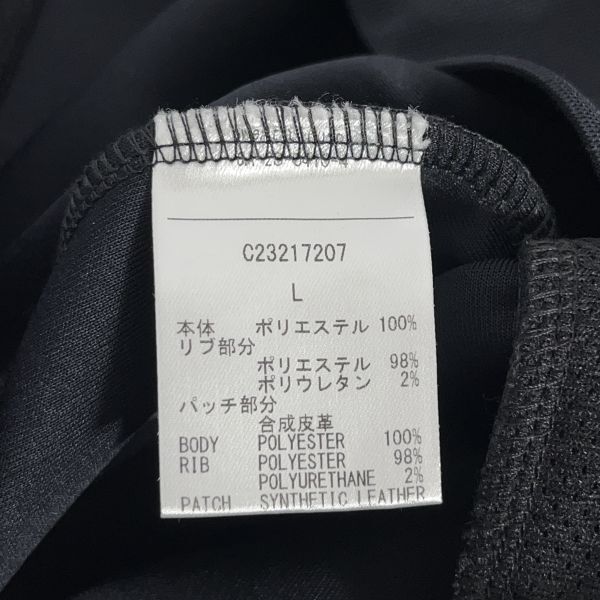 C23217207
L
本体 ポリエステル 100%
リブ部分
ポリエステル 98%
ポリウレタン 2%
パッチ部分
合成皮革
BODY POLYESTER 100%
RIB POLYESTER 98%
POLYURETHANE 2%
PATCH SYNTHETIC LEATHER